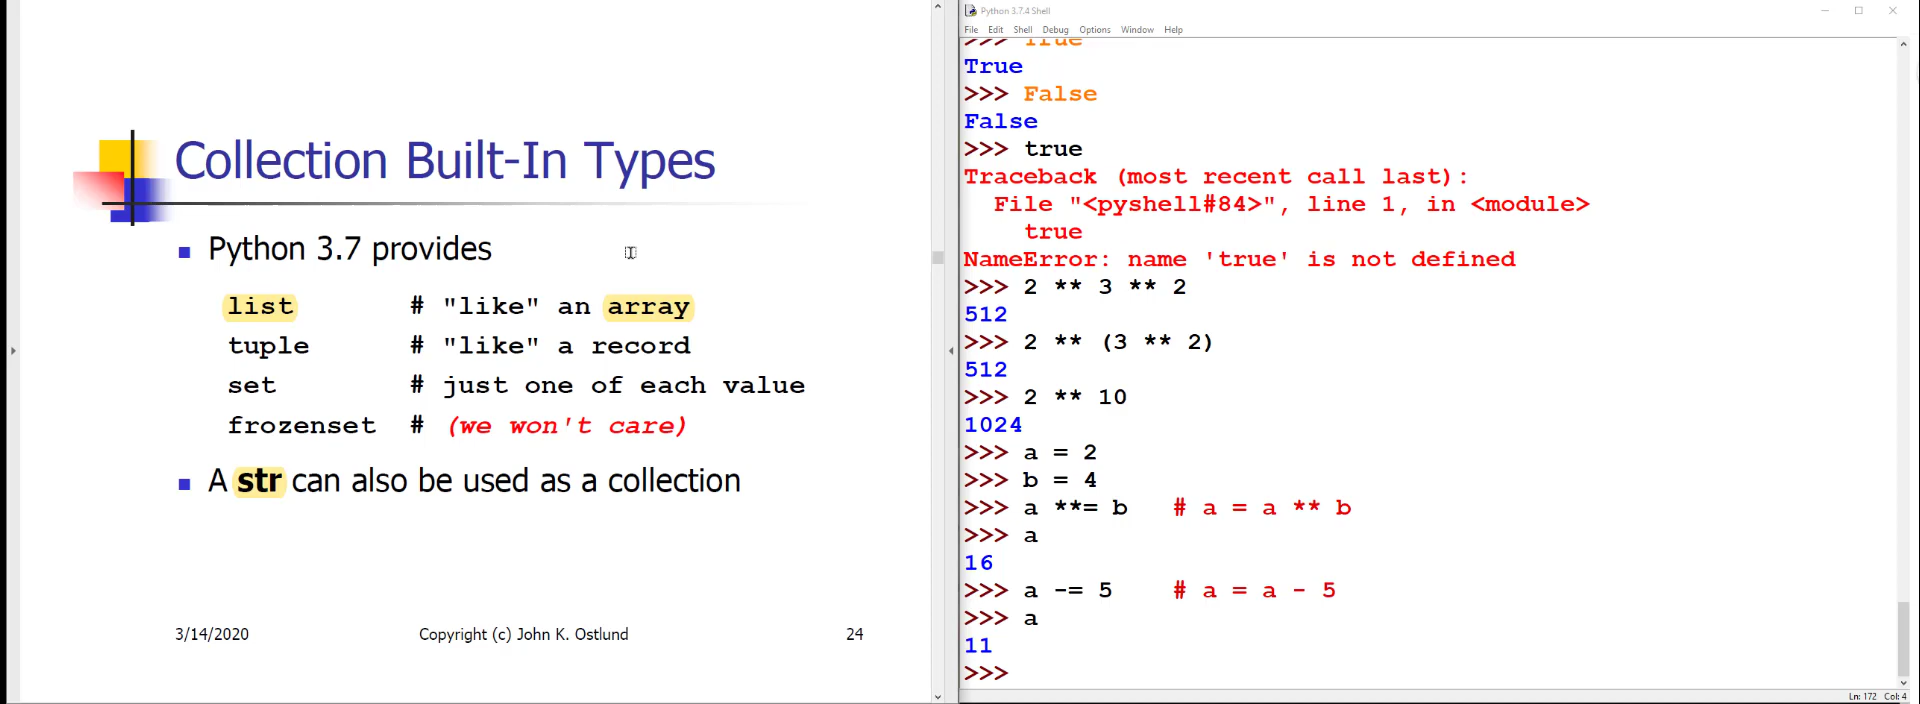 Collection Built-In Types
Python 3.7 provides
list # "like" an array
tuple # "like" a record
set # just one of each value
frozenset # (we won't care)
A str can also be used as a collection
3/14/2020 Copyright (c) John K. Ostlund 24
Python 3.7.4 Shell
File Edit Shell Debug Options Window Help
>>> True
True
>>> False
False
>>> true
Traceback (most recent call last):
  File "<pyshell#84>", line 1, in <module>
    true
NameError: name 'true' is not defined
>>> 2 ** 3 ** 2
512
>>> 2 ** (3 ** 2)
512
>>> 2 ** 10
1024
>>> a = 2
>>> b = 4
>>> a **= b   # a = a ** b
>>> a
16
>>> a -= 5    # a = a - 5
>>> a
11
>>>
Ln: 172 Col: 4